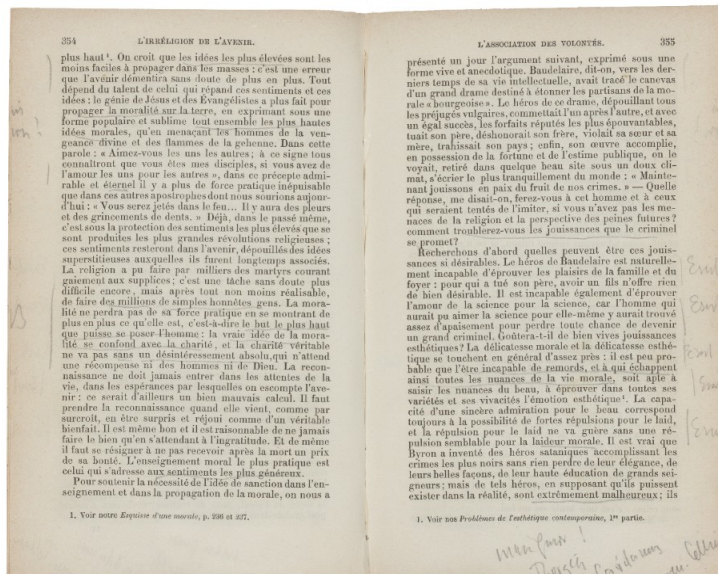 354 L'IRRÉLIGION DE L'AVENIR.
plus haut¹. On croit que les idées les plus élevées sont les
moins faciles à propager dans les masses : c'est une erreur
que l'avenir démentira sans doute de plus en plus. Tout
dépend du talent de celui qui répand ces sentiments et ces
idées : le génie de Jésus et des Évangélistes a plus fait pour
propager la moralité sur la terre, en exprimant sous une
forme populaire et sublime tout ensemble les plus hautes
idées morales, qu'en menaçant les hommes de la ven-
geance divine et des flammes de la gehenne. Dans cette
parole : « Aimez-vous les uns les autres ; à ce signe tous
connaîtront que vous êtes mes disciples, si vous avez de
l'amour les uns pour les autres », dans ce précepte admi-
rable et éternel il y a plus de force pratique inépuisable
que dans ces autres apostrophes dont nous sourions aujour-
d'hui : « Vous serez jetés dans le feu... Il y aura des pleurs
et des grincements de dents. » Déjà, dans le passé même,
c'est sous la protection des sentiments les plus élevés que se
sont produites les plus grandes révolutions religieuses ;
ces sentiments resteront dans l'avenir, dépouillés des idées
superstitieuses auxquelles ils furent longtemps associés.
La religion a pu faire par milliers des martyrs courant
gaiement aux supplices ; c'est une tâche sans doute plus
difficile encore, mais après tout non moins réalisable,
de faire des millions de simples honnêtes gens. La mora-
lité ne perdra pas de sa force pratique en se montrant de
plus en plus ce qu'elle est, c'est-à-dire le but le plus haut
que puisse se poser l'homme : la vraie idée de la mora-
lité se confond avec la charité, et la charité véritable
ne va pas sans un désintéressement absolu, qui n'attend
une récompense ni des hommes ni de Dieu. La recon-
naissance ne doit jamais entrer dans les attentes de la
vie, dans les espérances par lesquelles on escompte l'ave-
nir : ce serait d'ailleurs un bien mauvais calcul. Il faut
prendre la reconnaissance quand elle vient, comme par
surcroît, en être surpris et réjoui comme d'un véritable
bienfait. Il est même bon et il est raisonnable de ne jamais
faire le bien qu'en s'attendant à l'ingratitude. Et de même
il faut se résigner à ne pas recevoir après la mort un prix
de sa bonté. L'enseignement moral le plus pratique est
celui qui s'adresse aux sentiments les plus généreux.
Pour soutenir la nécessité de l'idée de sanction dans l'en-
seignement et dans la propagation de la morale, on nous a
1. Voir notre Esquisse d'une morale, p. 236 et 237.
L'ASSOCIATION DES VOLONTÉS. 355
présenté un jour l'argument suivant, exprimé sous une
forme vive et anecdotique. Baudelaire, dit-on, vers les der-
niers temps de sa vie intellectuelle, avait tracé le canevas
d'un grand drame destiné à étonner les partisans de la mo-
rale « bourgeoise ». Le héros de ce drame, dépouillant tous
les préjugés vulgaires, commettait l'un après l'autre, et avec
un égal succès, les forfaits réputés les plus épouvantables,
tuait son père, déshonorait son frère, violait sa sœur et sa
mère, trahissait son pays ; enfin, son œuvre accomplie,
en possession de la fortune et de l'estime publique, on le
voyait, retiré dans quelque beau site sous un doux cli-
mat, s'écrier le plus tranquillement du monde : « Mainte-
nant jouissons en paix du fruit de nos crimes. » — Quelle
réponse, me disait-on, ferez-vous à cet homme et à ceux
qui seraient tentés de l'imiter, si vous n'avez pas les me-
naces de la religion et la perspective des peines futures ?
comment troublerez-vous les jouissances que le criminel
se promet?
Recherchons d'abord quelles peuvent être ces jouis-
sances si désirables. Le héros de Baudelaire est naturelle-
ment incapable d'éprouver les plaisirs de la famille et du
foyer : pour qui a tué son père, avoir un fils n'offre rien
de bien désirable. Il est incapable également d'éprouver
l'amour de la science pour la science, car l'homme qui
aurait pu aimer la science pour elle-même y aurait trouvé
assez d'apaisement pour perdre toute chance de devenir
un grand criminel. Goûtera-t-il de bien vives jouissances
esthétiques ? La délicatesse morale et la délicatesse esthé-
tique se touchent en général d'assez près : il est peu pro-
bable que l'être incapable de remords, et à qui échappent
ainsi toutes les nuances de la vie morale, soit apte à
saisir les nuances du beau, à éprouver dans toutes ses
variétés et ses vivacités l'émotion esthétique¹. La capa-
cité d'une sincère admiration pour le beau correspond
toujours à la possibilité de fortes répulsions pour le laid,
et la répulsion pour le laid ne va guère sans une ré-
pulsion semblable pour la laideur morale. Il est vrai que
Byron a inventé des héros sataniques accomplissant les
crimes les plus noirs sans rien perdre de leur élégance, de
leurs belles façons, de leur haute éducation de grands sei-
gneurs ; mais de tels héros, en supposant qu'ils puissent
exister dans la réalité, sont extrêmement malheureux ; ils
1. Voir nos Problèmes de l'esthétique contemporaine, 1ʳᵉ partie.